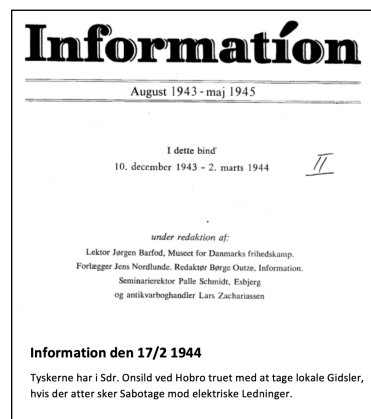 Information
August 1943 - maj 1945
I dette bind
10. december 1943 - 2. marts 1944
II
under redaktion af:
Lektor Jørgen Barfod, Museet for Danmarks frihedskamp.
Forlægger Jens Nordlunde. Redaktør Børge Outze, Information.
Seminarierektor Palle Schmidt, Esbjerg
og antikvarboghandler Lars Zachariassen
Information den 17/2 1944
Tyskerne har i Sdr. Onsild ved Hobro truet med at tage lokale Gidsler,
hvis der atter sker Sabotage mod elektriske Ledninger.